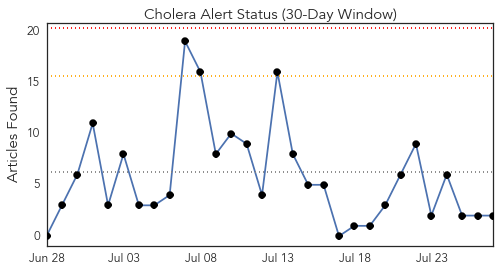 Cholera Alert Status (30-Day Window)
20
15
10
5
0
Articles Found
Jun 28 Jul 03 Jul 08 Jul 13 Jul 18 Jul 23